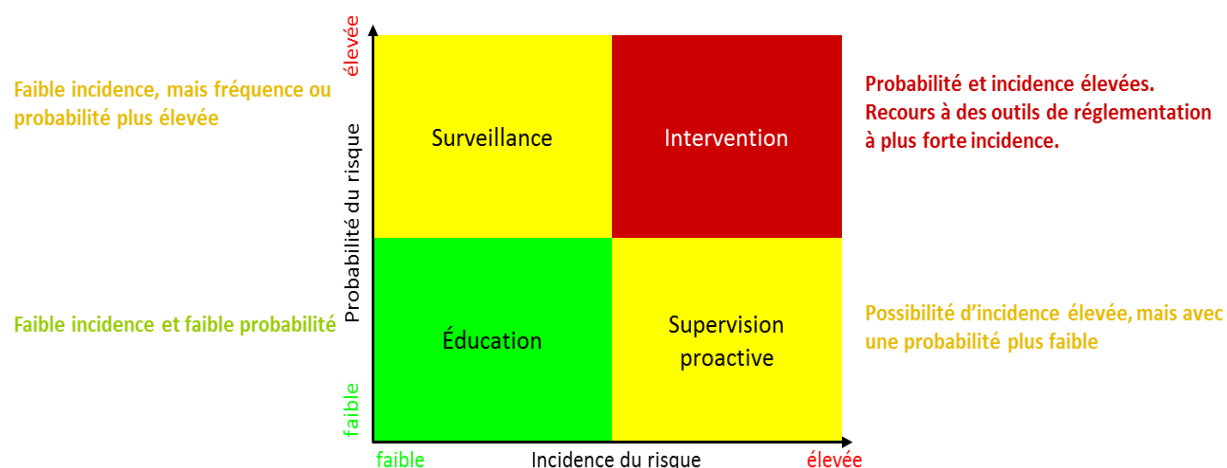 élevée
Faible incidence, mais fréquence ou
probabilité plus élevée
Surveillance
Intervention
Probabilité et incidence élevées.
Recours à des outils de réglementation
à plus forte incidence.
Probabilité du risque
Faible incidence et faible probabilité
Éducation
Supervision
proactive
Possibilité d'incidence élevée, mais avec
une probabilité plus faible
faible
faible
Incidence du risque
élevée